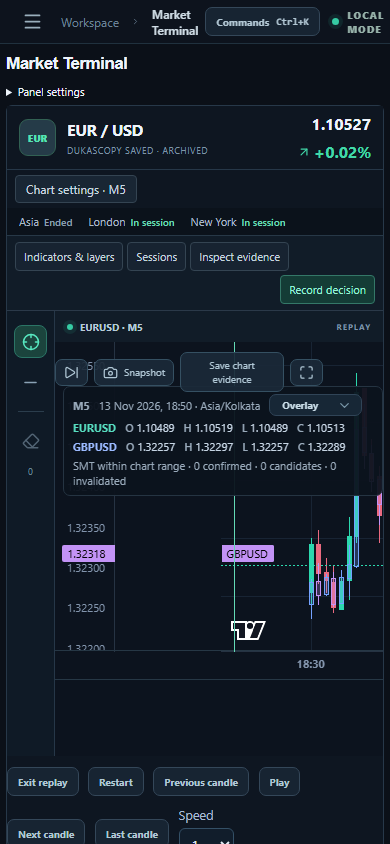 Workspace › Market Terminal Commands Ctrl+K LOCAL MODE
Market Terminal
▶ Panel settings
EUR EUR / USD 1.10527
DUKASCOPY SAVED · ARCHIVED +0.02%
Chart settings · M5
Asia Ended London In session New York In session
Indicators & layers Sessions Inspect evidence
Record decision
EURUSD · M5 REPLAY
Snapshot Save chart evidence
M5 13 Nov 2026, 18:50 · Asia/Kolkata Overlay
EURUSD O 1.10489 H 1.10519 L 1.10489 C 1.10513
GBPUSD O 1.32257 H 1.32297 L 1.32257 C 1.32289
SMT within chart range · 0 confirmed · 0 candidates · 0
invalidated
0
1.32350
1.32318 GBPUSD
1.32300
1.32250
1.32200
18:30
Exit replay Restart Previous candle Play
Speed
Next candle Last candle